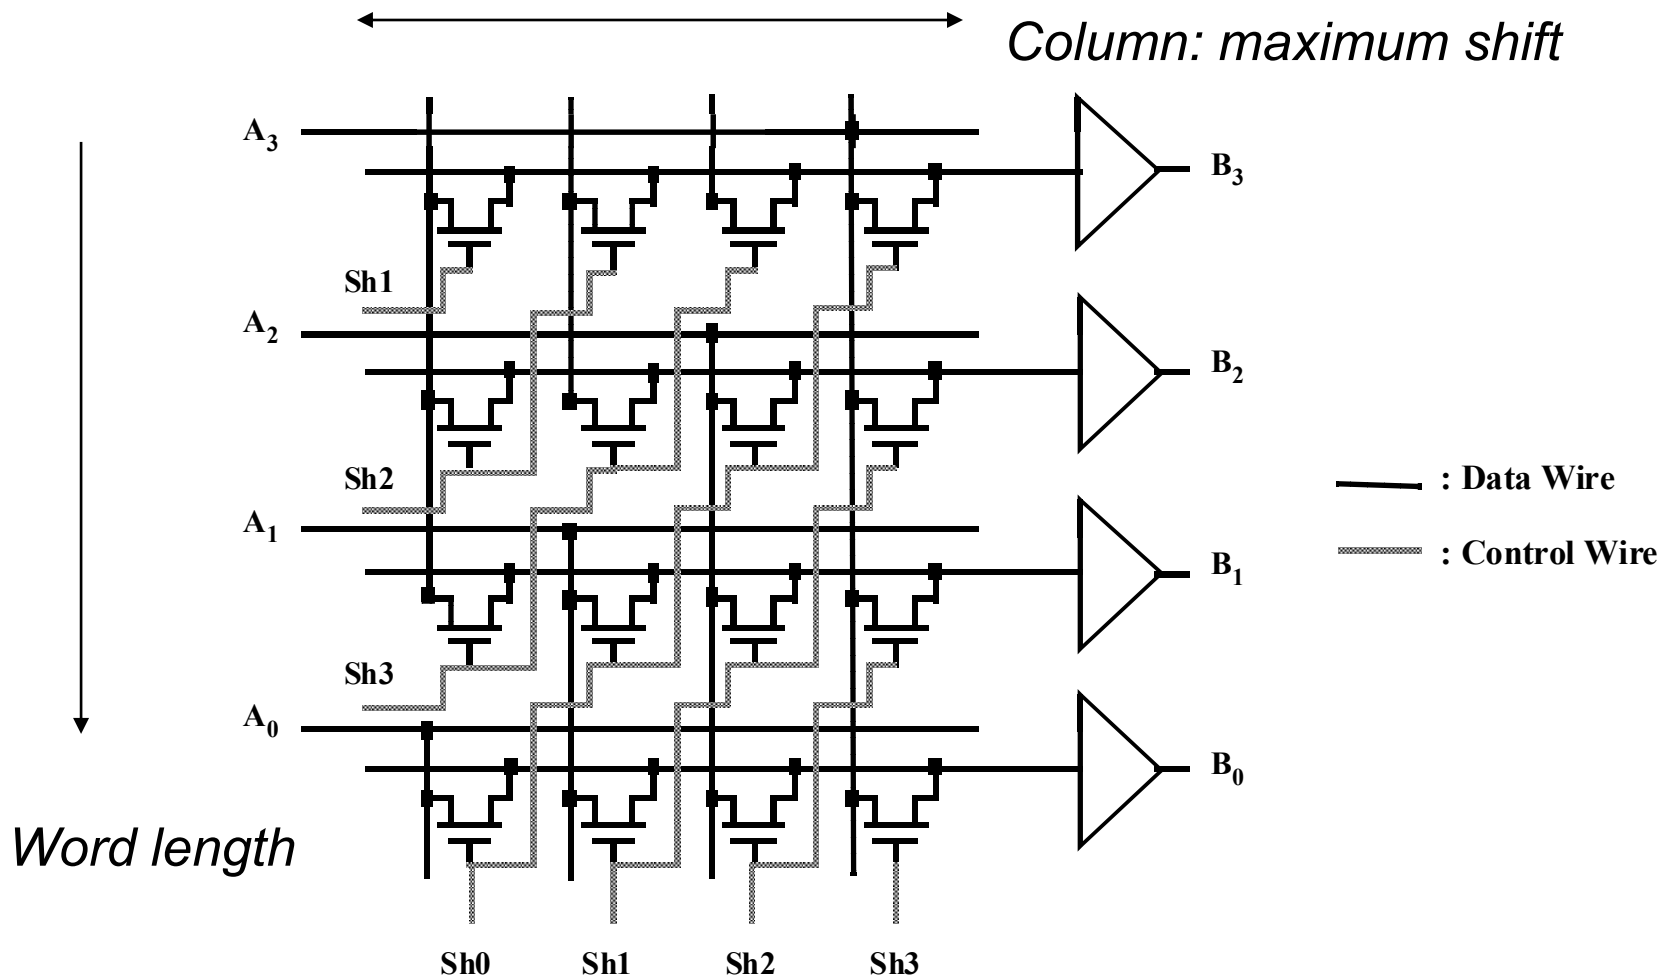 Column: maximum shift
A3
B3
Sh1
A2
B2
Sh2
: Data Wire
A1
: Control Wire
B1
Sh3
A0
B0
Word length
Sh0 Sh1 Sh2 Sh3